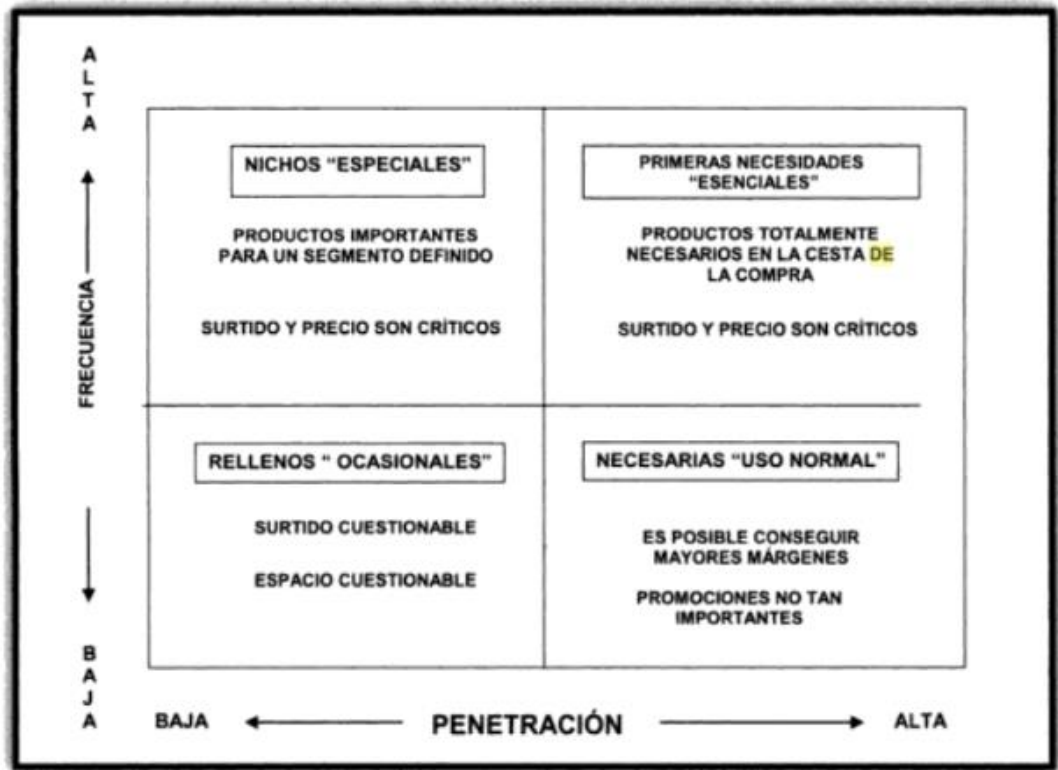 ALTA
NICHOS "ESPECIALES"
PRIMERAS NECESIDADES
"ESENCIALES"
PRODUCTOS IMPORTANTES
PARA UN SEGMENTO DEFINIDO
PRODUCTOS TOTALMENTE
NECESARIOS EN LA CESTA DE
LA COMPRA
SURTIDO Y PRECIO SON CRÍTICOS
SURTIDO Y PRECIO SON CRÍTICOS
FRECUENCIA
RELLENOS " OCASIONALES"
NECESARIAS "USO NORMAL"
SURTIDO CUESTIONABLE
ESPACIO CUESTIONABLE
ES POSIBLE CONSEGUIR
MAYORES MÁRGENES
PROMOCIONES NO TAN
IMPORTANTES
BAJA
BAJA
PENETRACIÓN
ALTA